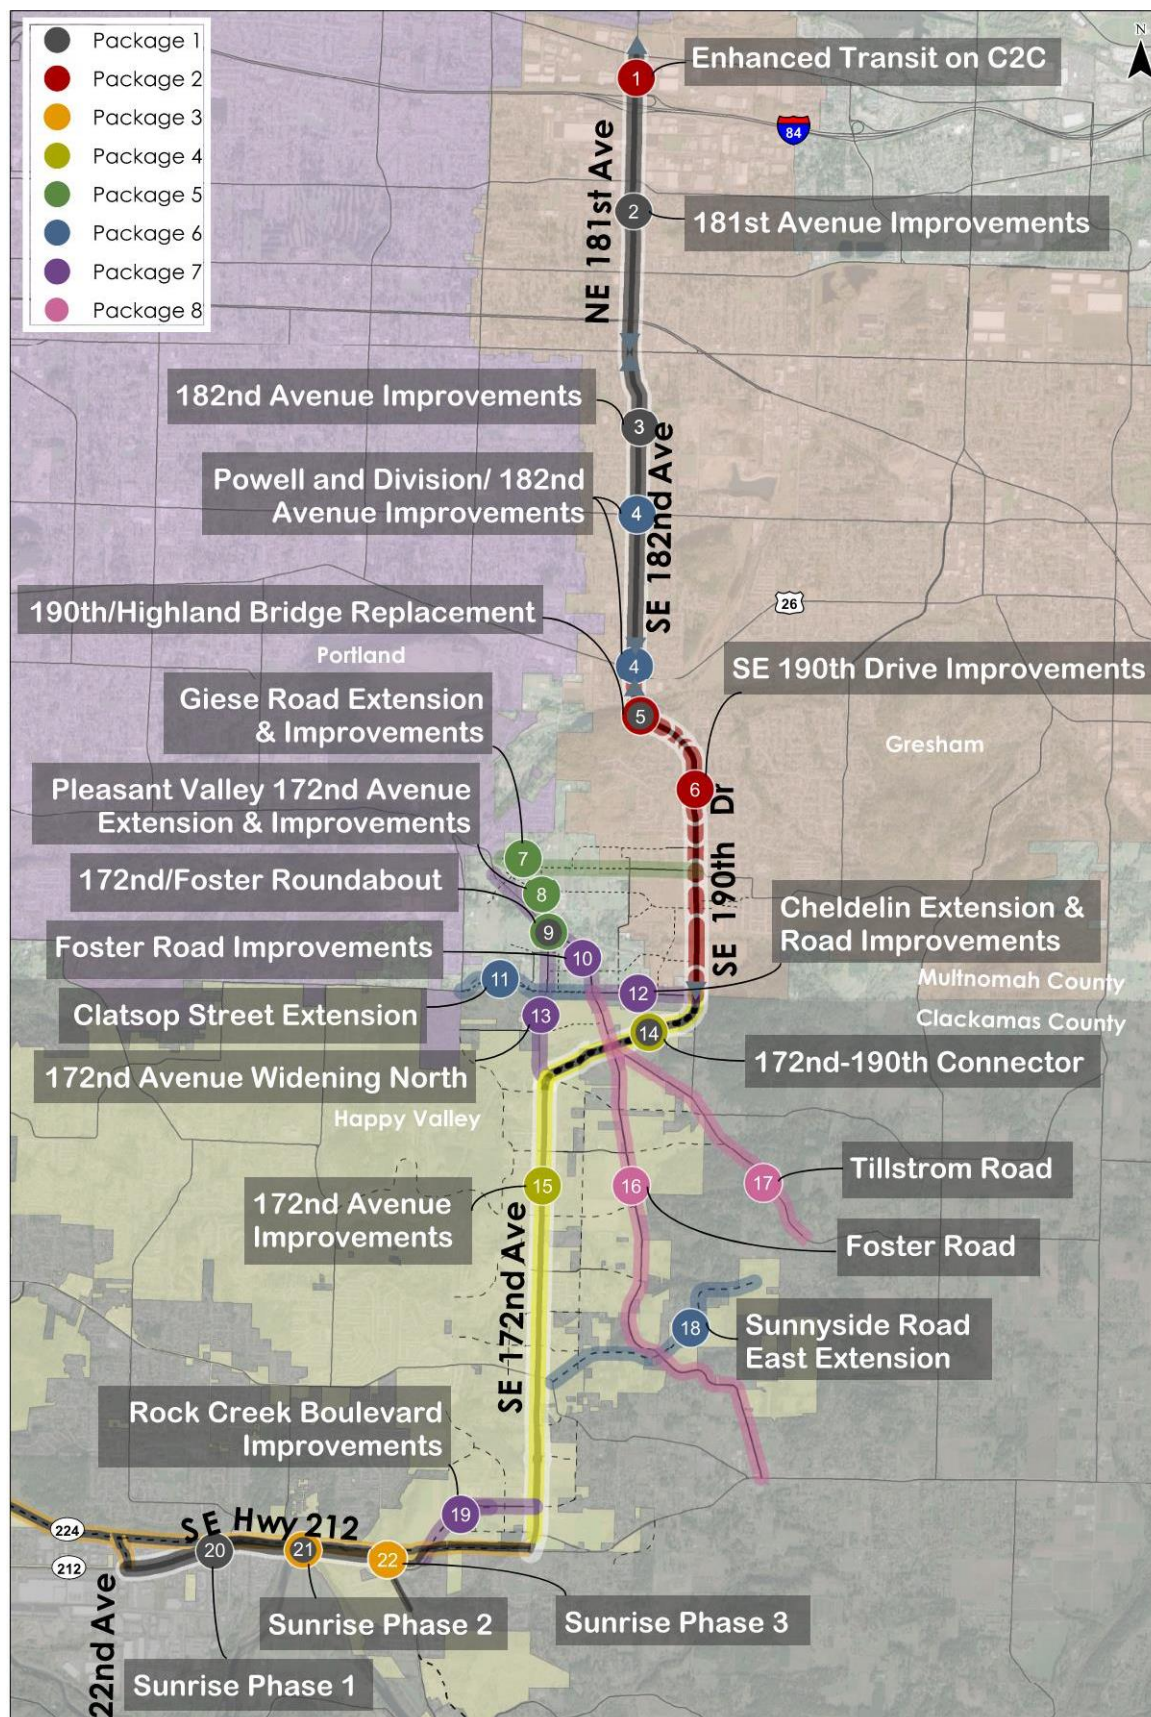 Package 1
Package 2
Package 3
Package 4
Package 5
Package 6
Package 7
Package 8
N
1
Enhanced Transit on C2C
84
NE 181st Ave
2
181st Avenue Improvements
182nd Avenue Improvements
3
Powell and Division/ 182nd
Avenue Improvements
4
SE 182nd Ave
190th/Highland Bridge Replacement
26
Portland
4
SE 190th Drive Improvements
Giese Road Extension
& Improvements
5
Gresham
Pleasant Valley 172nd Avenue
Extension & Improvements
6
SE 190th Dr
7
172nd/Foster Roundabout
8
Cheldelin Extension &
Road Improvements
9
Foster Road Improvements
10
11
12
Multnomah County
Clatsop Street Extension
13
Clackamas County
14
172nd-190th Connector
172nd Avenue Widening North
Happy Valley
172nd Avenue
Improvements
15
16
17
Tillstrom Road
Foster Road
SE 172nd Ave
18
Sunnyside Road
East Extension
Rock Creek Boulevard
Improvements
19
SE Hwy 212
224
212
20
21
22
22nd Ave
Sunrise Phase 2
Sunrise Phase 3
Sunrise Phase 1